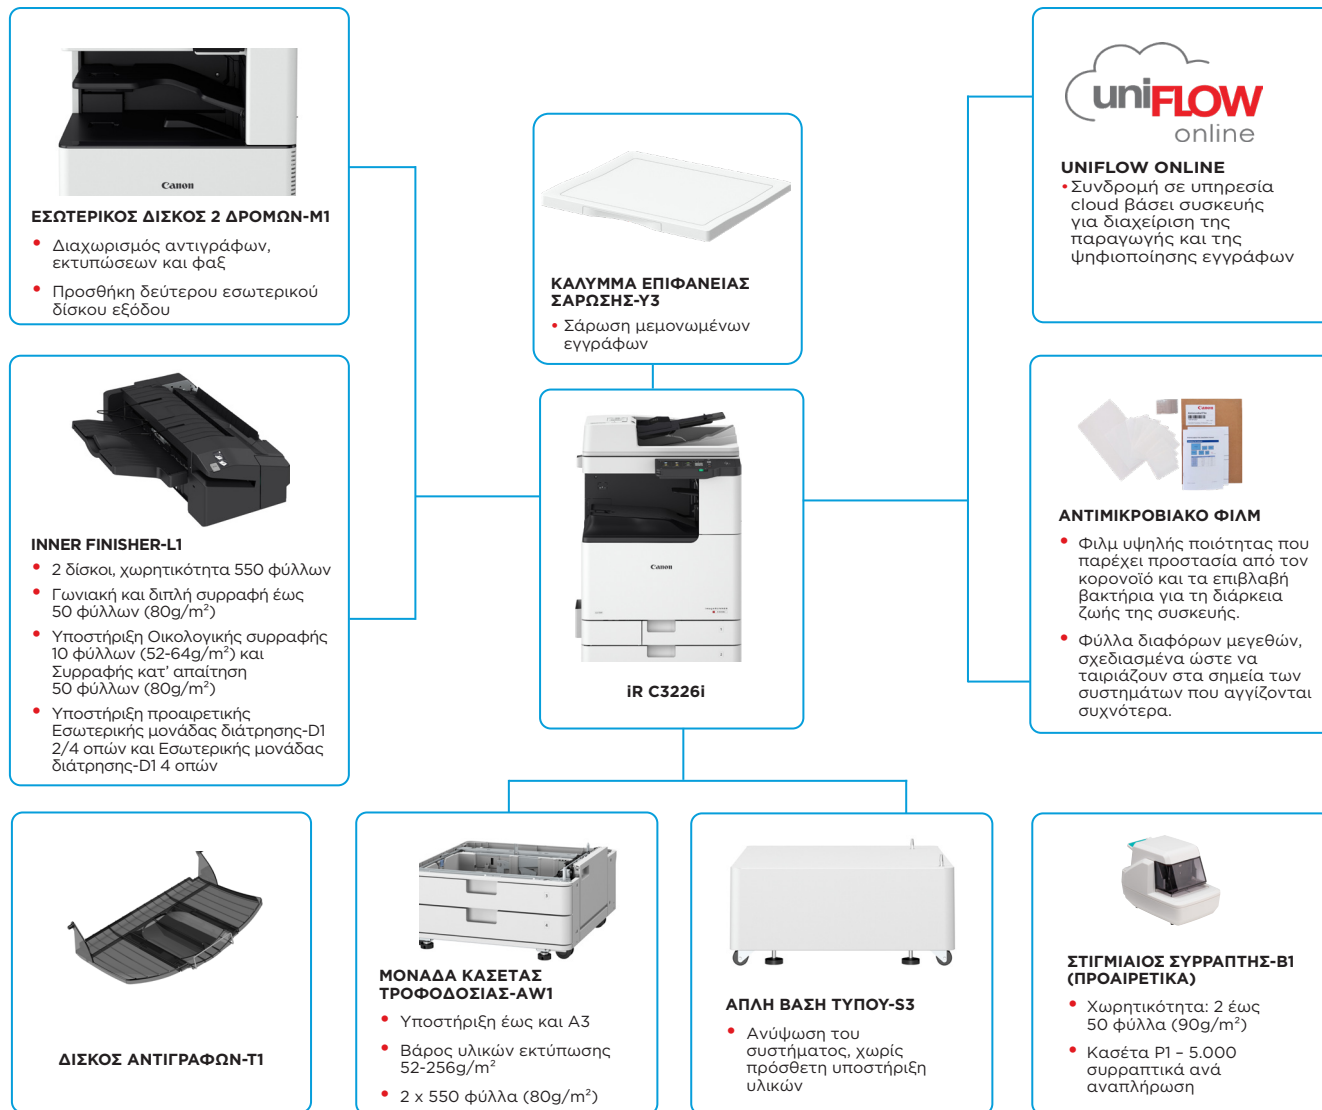 Canon
ΕΣΩΤΕΡΙΚΟΣ ΔΙΣΚΟΣ 2 ΔΡΟΜΩΝ-M1
• Διαχωρισμός αντιγράφων,
εκτυπώσεων και φαξ
• Προσθήκη δεύτερου εσωτερικού
δίσκου εξόδου
INNER FINISHER-L1
• 2 δίσκοι, χωρητικότητα 550 φύλλων
• Γωνιακή και διπλή συρραφή έως
50 φύλλων (80g/m²)
• Υποστήριξη Οικολογικής συρραφής
10 φύλλων (52-64g/m²) και
Συρραφής κατ' απαίτηση
50 φύλλων (80g/m²)
• Υποστήριξη προαιρετικής
Εσωτερικής μονάδας διάτρησης-D1
2/4 οπών και Εσωτερικής μονάδας
διάτρησης-D1 4 οπών
ΚΑΛΥΜΜΑ ΕΠΙΦΑΝΕΙΑΣ
ΣΑΡΩΣΗΣ-Y3
• Σάρωση μεμονωμένων
εγγράφων
Canon
iR C3226i
uniFLOW
online
UNIFLOW ONLINE
• Συνδρομή σε υπηρεσία
cloud βάσει συσκευής
για διαχείριση της
παραγωγής και της
ψηφιοποίησης εγγράφων
Canon
ΑΝΤΙΜΙΚΡΟΒΙΑΚΟ ΦΙΛΜ
• Φιλμ υψηλής ποιότητας που
παρέχει προστασία από τον
κορονοϊό και τα επιβλαβή
βακτήρια για τη διάρκεια
ζωής της συσκευής.
• Φύλλα διαφόρων μεγεθών,
σχεδιασμένα ώστε να
ταιριάζουν στα σημεία των
συστημάτων που αγγίζονται
συχνότερα.
ΔΙΣΚΟΣ ΑΝΤΙΓΡΑΦΩΝ-T1
ΜΟΝΑΔΑ ΚΑΣΕΤΑΣ
ΤΡΟΦΟΔΟΣΙΑΣ-AW1
• Υποστήριξη έως και A3
• Βάρος υλικών εκτύπωσης
52-256g/m²
• 2 x 550 φύλλα (80g/m²)
ΑΠΛΗ ΒΑΣΗ ΤΥΠΟΥ-S3
• Ανύψωση του
συστήματος, χωρίς
πρόσθετη υποστήριξη
υλικών
ΣΤΙΓΜΙΑΙΟΣ ΣΥΡΡΑΠΤΗΣ-B1
(ΠΡΟΑΙΡΕΤΙΚΑ)
• Χωρητικότητα: 2 έως
50 φύλλα (90g/m²)
• Κασέτα P1 – 5.000
συρραπτικά ανά
αναπλήρωση